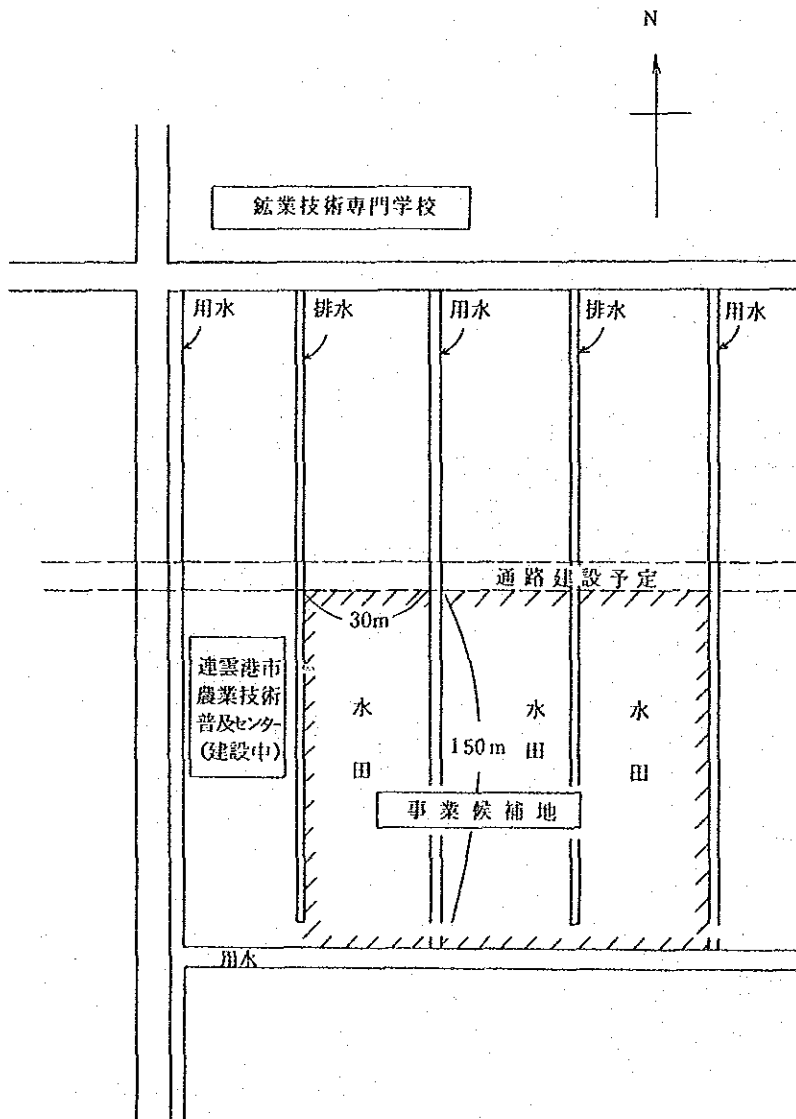 N
鉱業技術専門学校
用水
排水
用水
排水
用水
通路建設予定
30m
連雲港市
農業技術
普及センター
(建設中)
水田
150m
水田
水田
事業候補地
用水